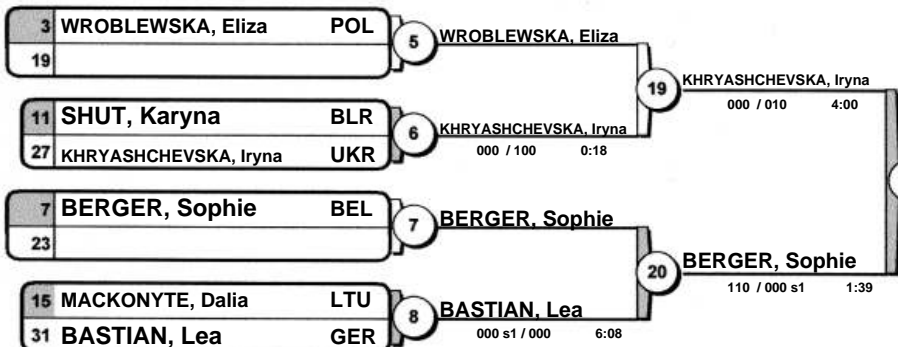 3 WROBLEWSKA, Eliza POL
19
5 WROBLEWSKA, Eliza
19 KHRYASHCHEVSKA, Iryna
000 / 010 4:00
11 SHUT, Karyna BLR
27 KHRYASHCHEVSKA, Iryna UKR
6 KHRYASHCHEVSKA, Iryna
000 / 100 0:18
7 BERGER, Sophie BEL
23
7 BERGER, Sophie
20 BERGER, Sophie
110 / 000 s1 1:39
15 MACKONYTE, Dalia LTU
31 BASTIAN, Lea GER
8 BASTIAN, Lea
000 s1 / 000 6:08